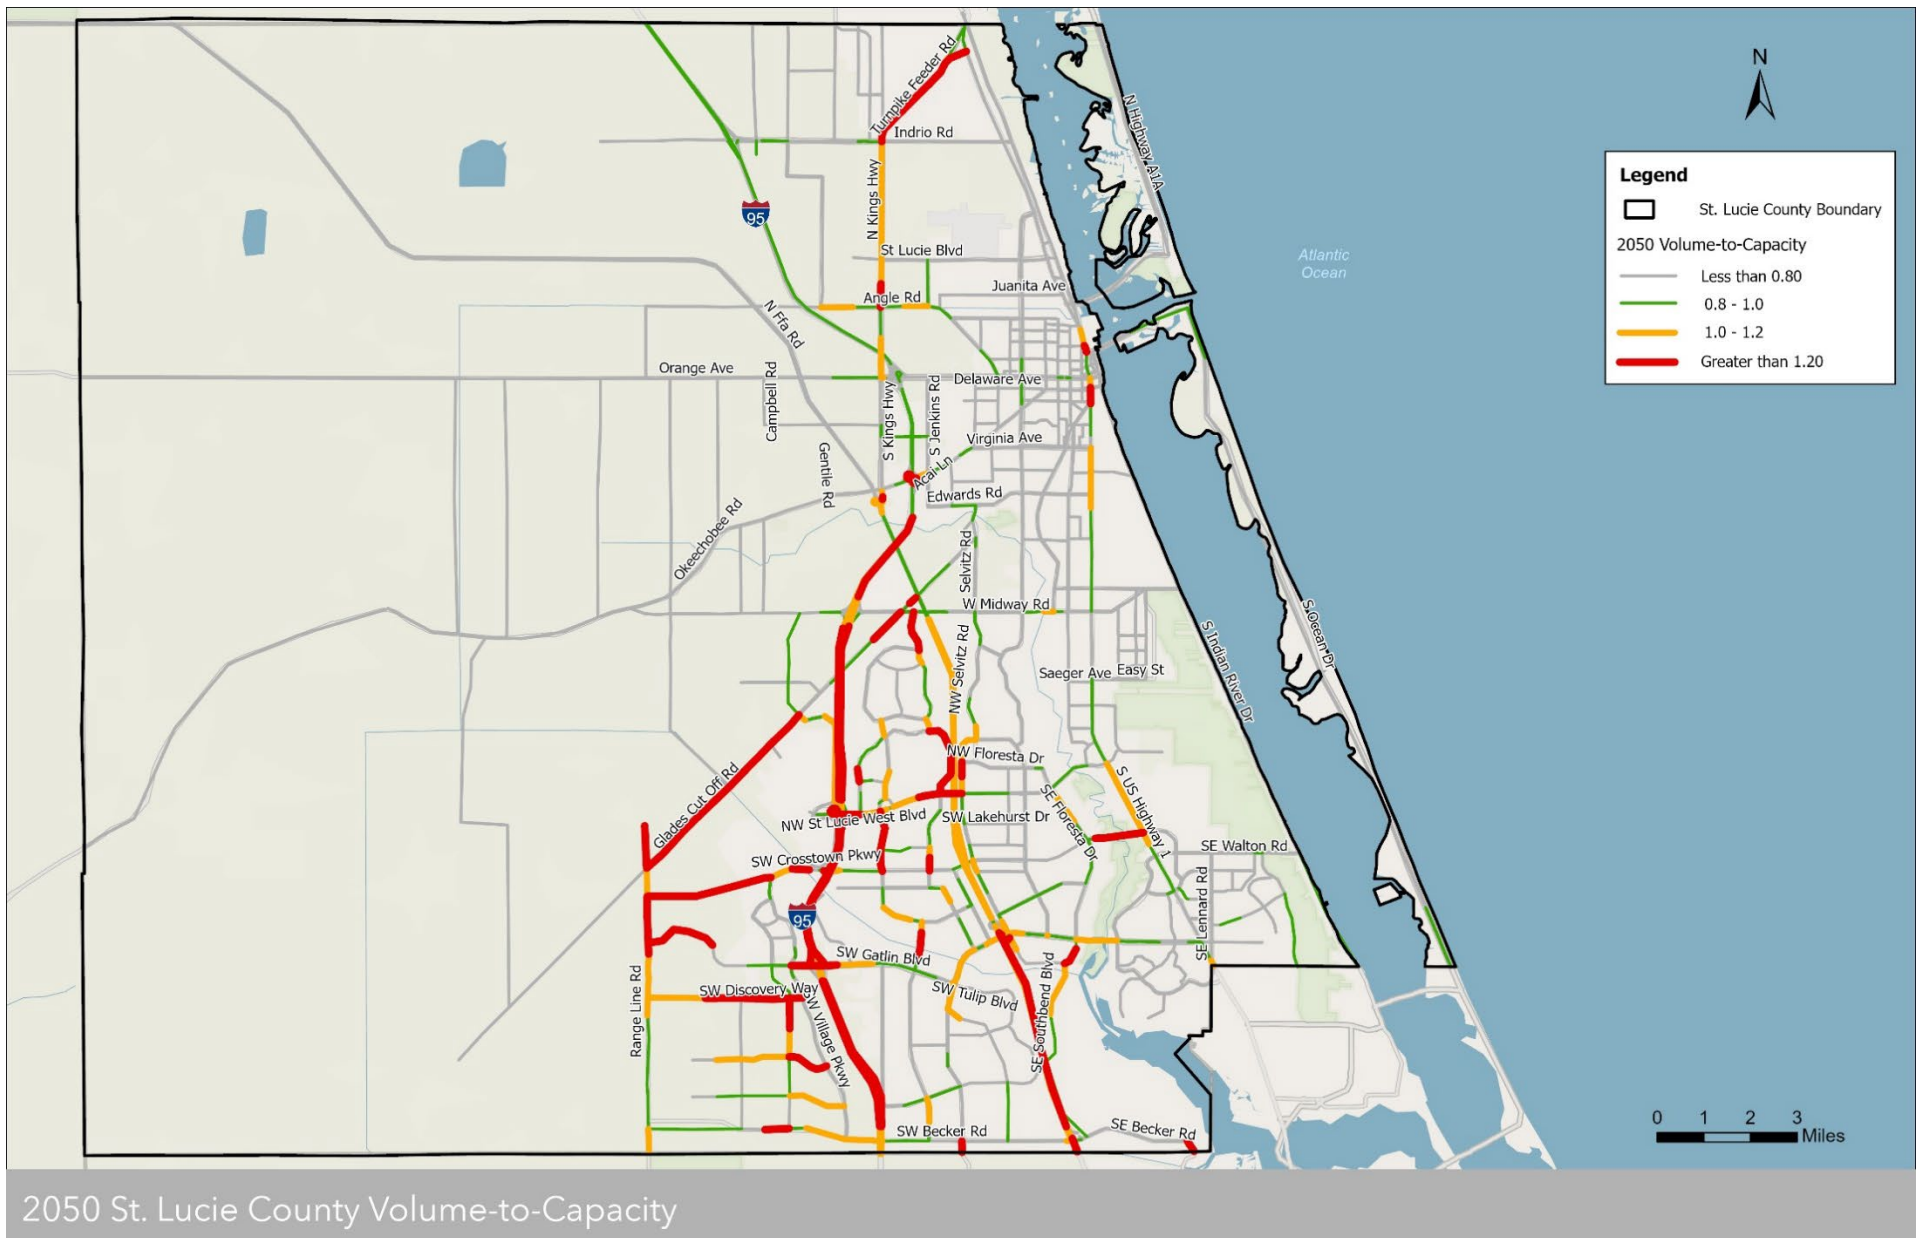 Turnpike Feeder Rd
Indrio Rd
N Highway A1A
N
Legend
St. Lucie County Boundary
2050 Volume-to-Capacity
Less than 0.80
0.8 - 1.0
1.0 - 1.2
Greater than 1.20
N Kings Hwy
95
St Lucie Blvd
Atlantic
Ocean
Juanita Ave
Angle Rd
N Ffa Rd
Orange Ave
Campbell Rd
Delaware Ave
S Kings Hwy
S Jenkins Rd
Virginia Ave
Gentile Rd
Acai Ln
Edwards Rd
Okeechobee Rd
Selvitz Rd
W Midway Rd
S Ocean Dr
S Indian River Dr
NW Selvitz Rd
Saeger Ave
Easy St
NW Floresta Dr
Glades Cut Off Rd
S US Highway 1
SE Floresta Dr
NW St Lucie West Blvd
SW Lakehurst Dr
SE Walton Rd
SW Crosstown Pkwy
SE Lennard Rd
95
SW Gatlin Blvd
Range Line Rd
SW Discovery Way
SW Tulip Blvd
SE Southbend Blvd
SW Village Pkwy
SW Becker Rd
SE Becker Rd
0 1 2 3
Miles
2050 St. Lucie County Volume-to-Capacity